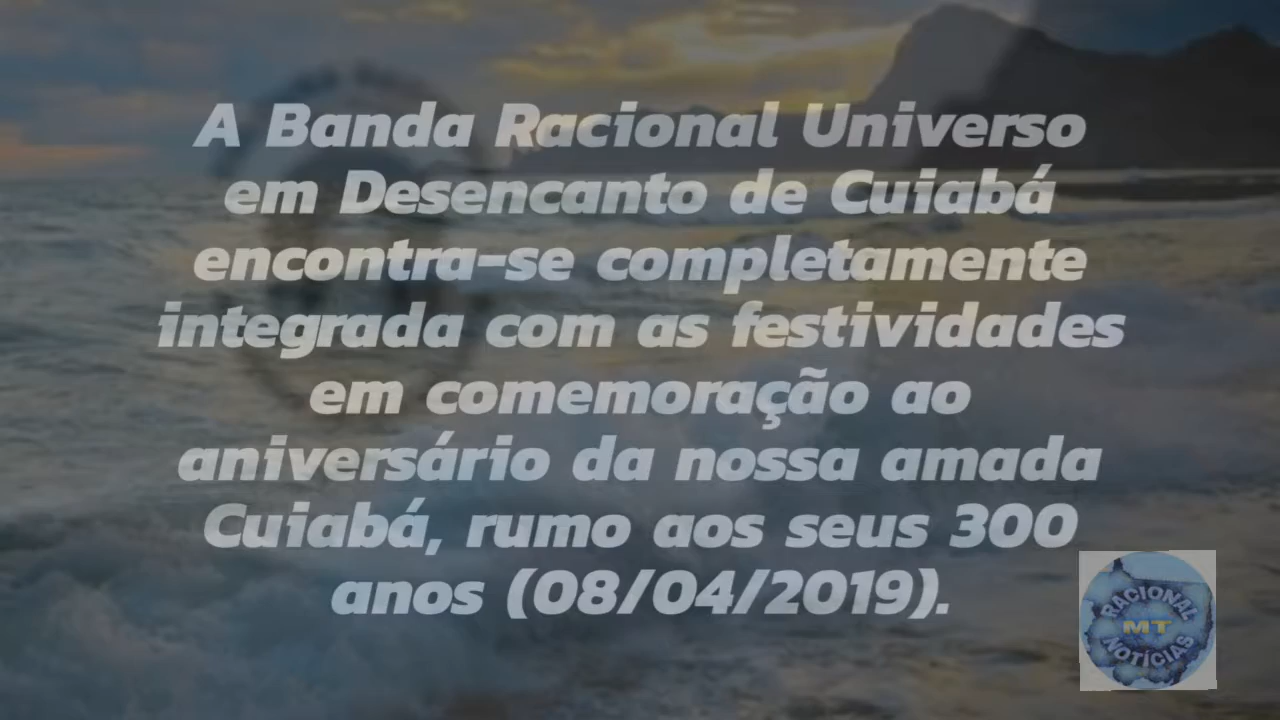 A Banda Racional Universo
em Desencanto de Cuiabá
encontra-se completamente
integrada com as festividades
em comemoração ao
aniversário da nossa amada
Cuiabá, rumo aos seus 300
anos (08/04/2019).
RACIONAL
MT
NOTÍCIAS